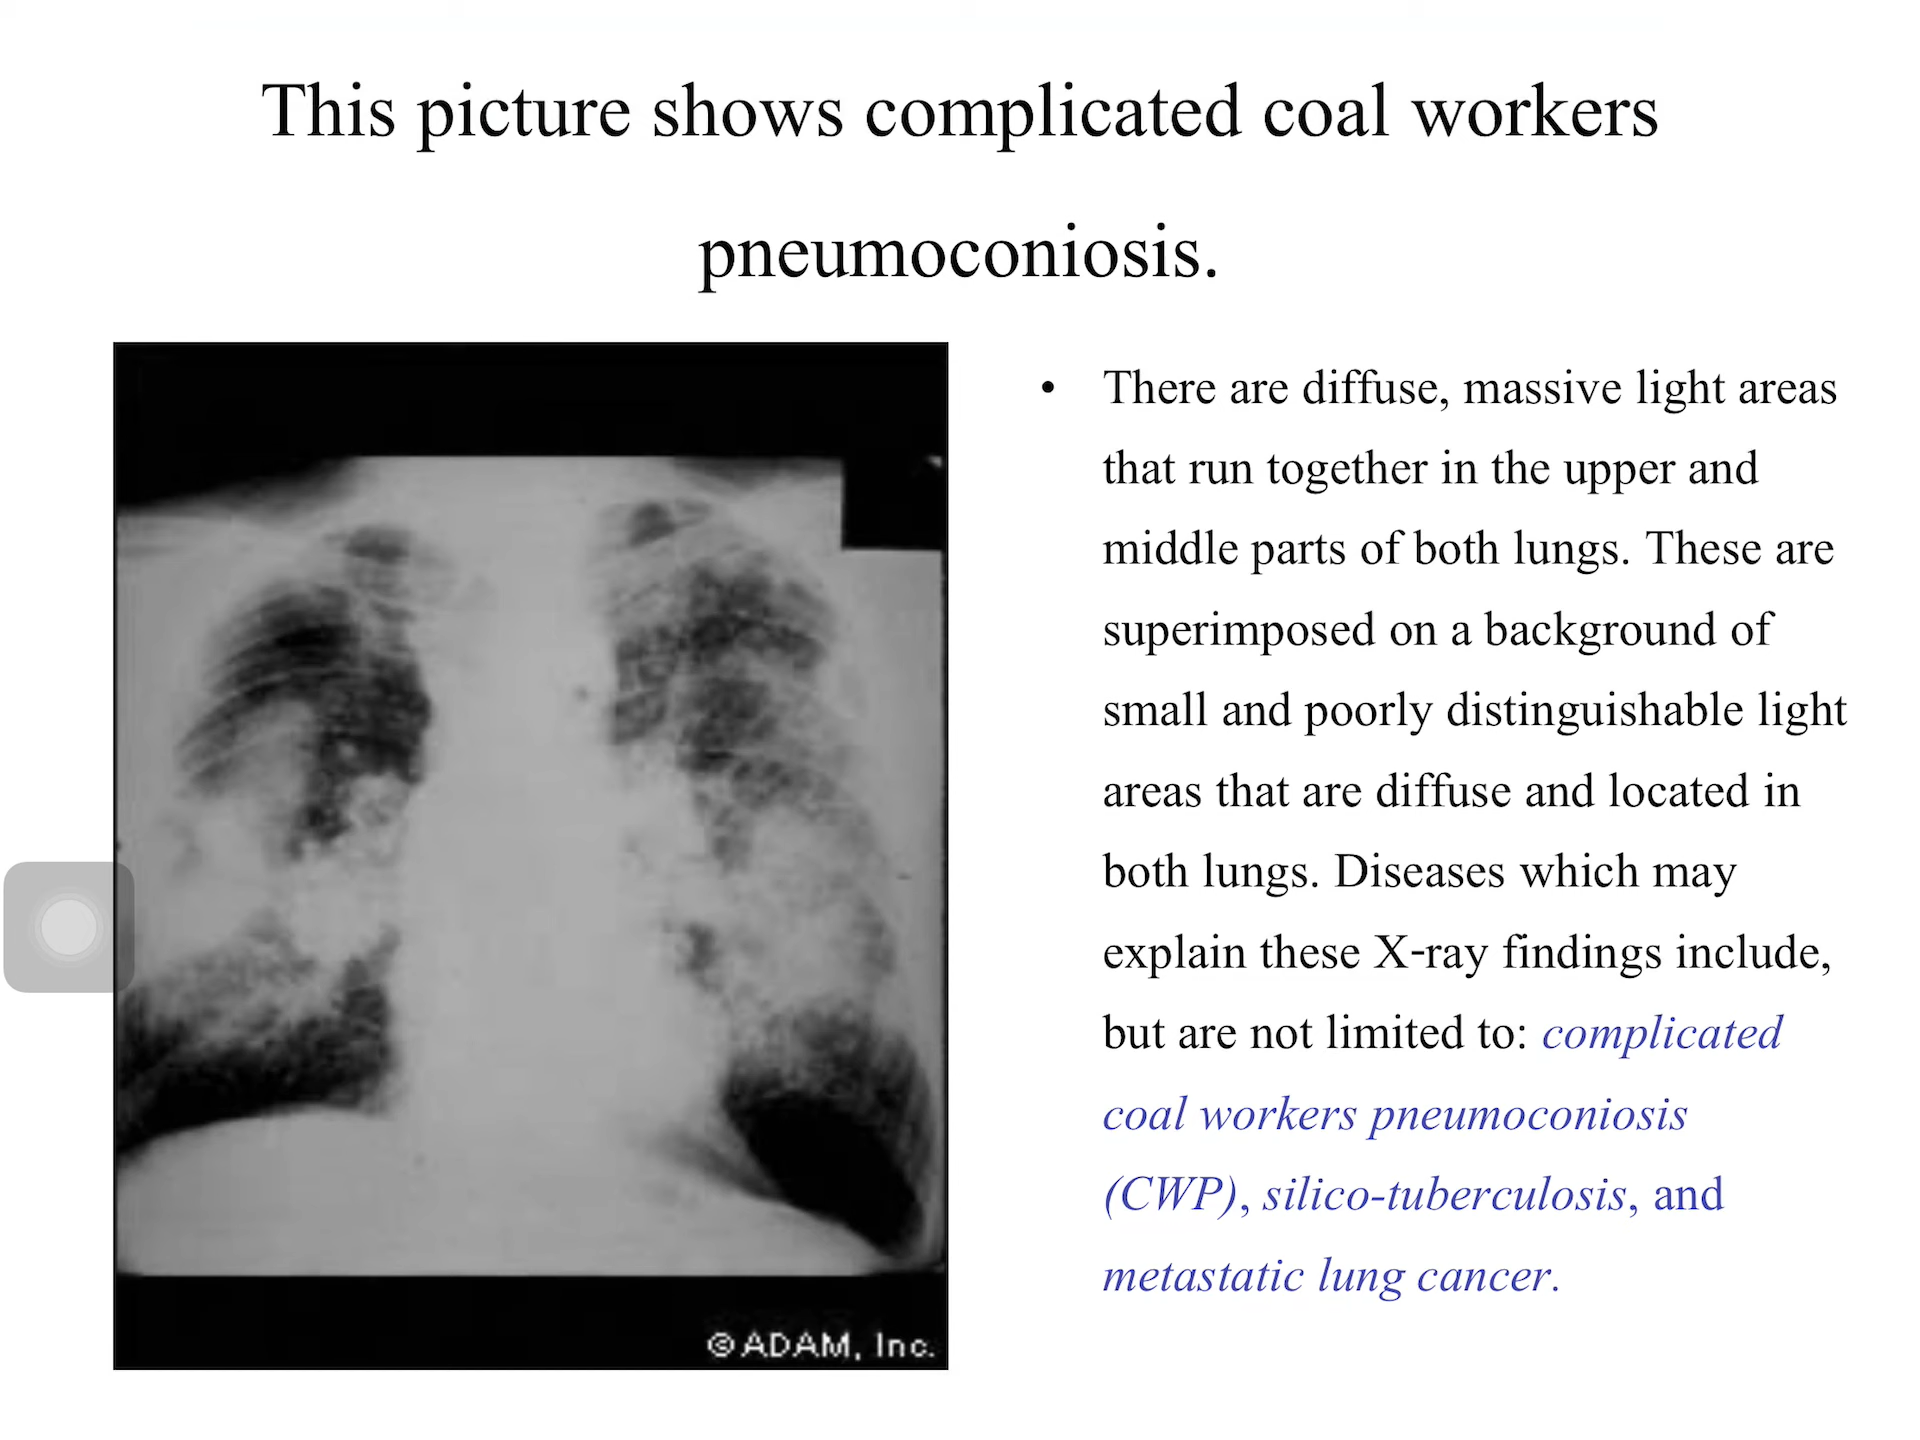 This picture shows complicated coal workers
pneumoconiosis.
• There are diffuse, massive light areas
that run together in the upper and
middle parts of both lungs. These are
superimposed on a background of
small and poorly distinguishable light
areas that are diffuse and located in
both lungs. Diseases which may
explain these X-ray findings include,
but are not limited to: complicated
coal workers pneumoconiosis
(CWP), silico-tuberculosis, and
metastatic lung cancer.
©ADAM, Inc.